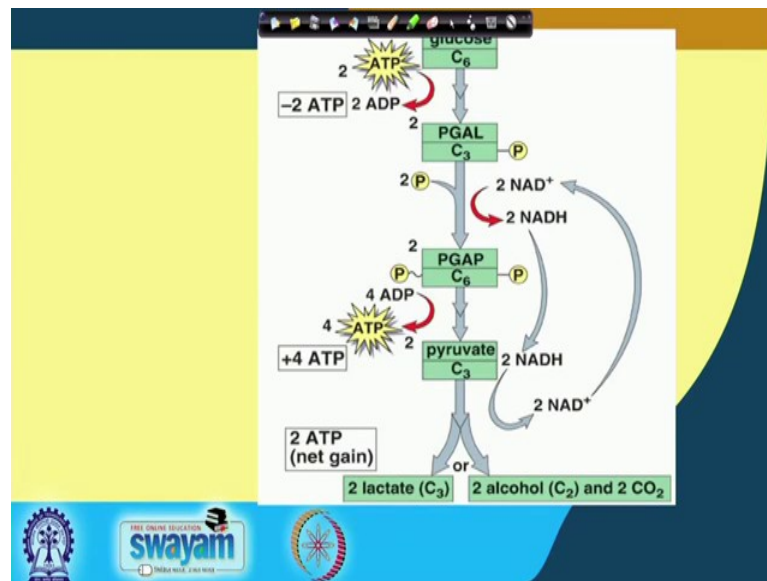 glucose
C6
2 ATP
-2 ATP
2 ADP
2
PGAL
C3
P
2 P
2 NAD+
2 NADH
2
PGAP
P
C6
P
4 ADP
4 ATP
+4 ATP
2
pyruvate
C3
2 NADH
2 NAD+
2 ATP
(net gain)
or
2 lactate (C3)
2 alcohol (C2) and 2 CO2
FREE ONLINE EDUCATION
swayam